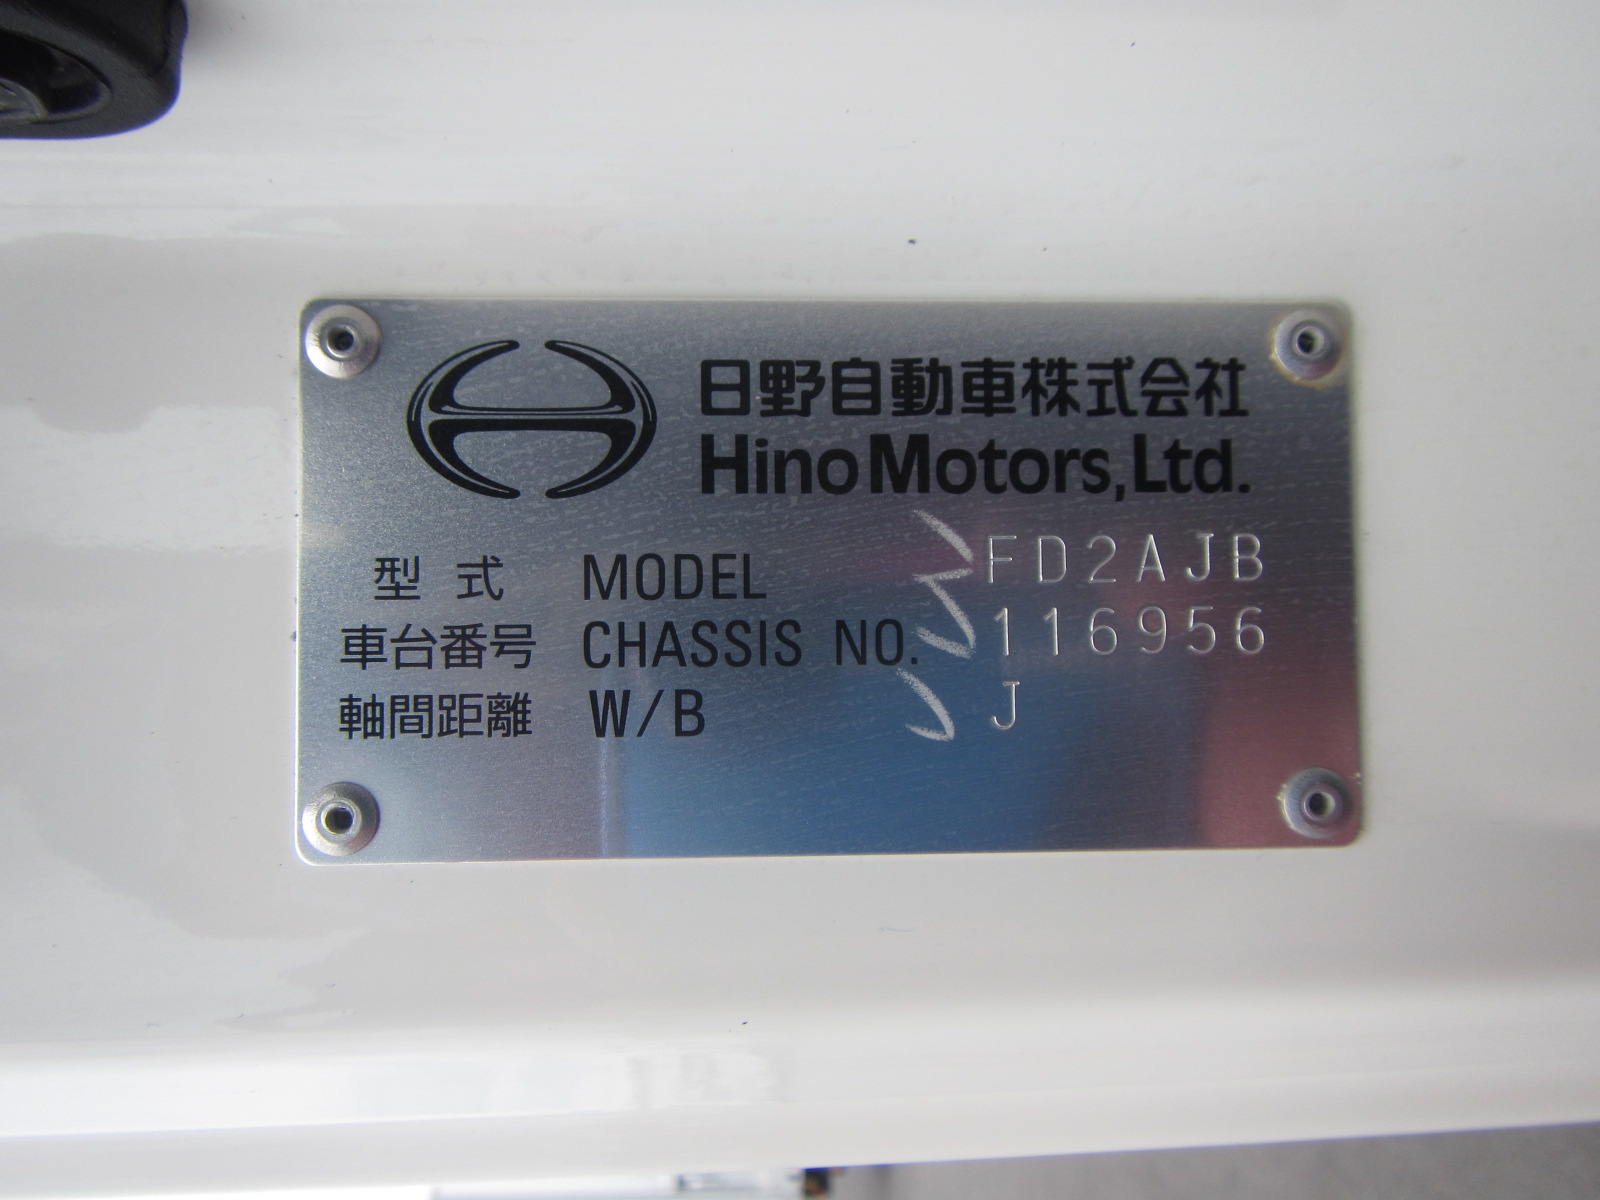 日野自動車株式会社
Hino Motors, Ltd.
型式 MODEL FD2AJB
車台番号 CHASSIS NO. 116956
軸間距離 W/B J